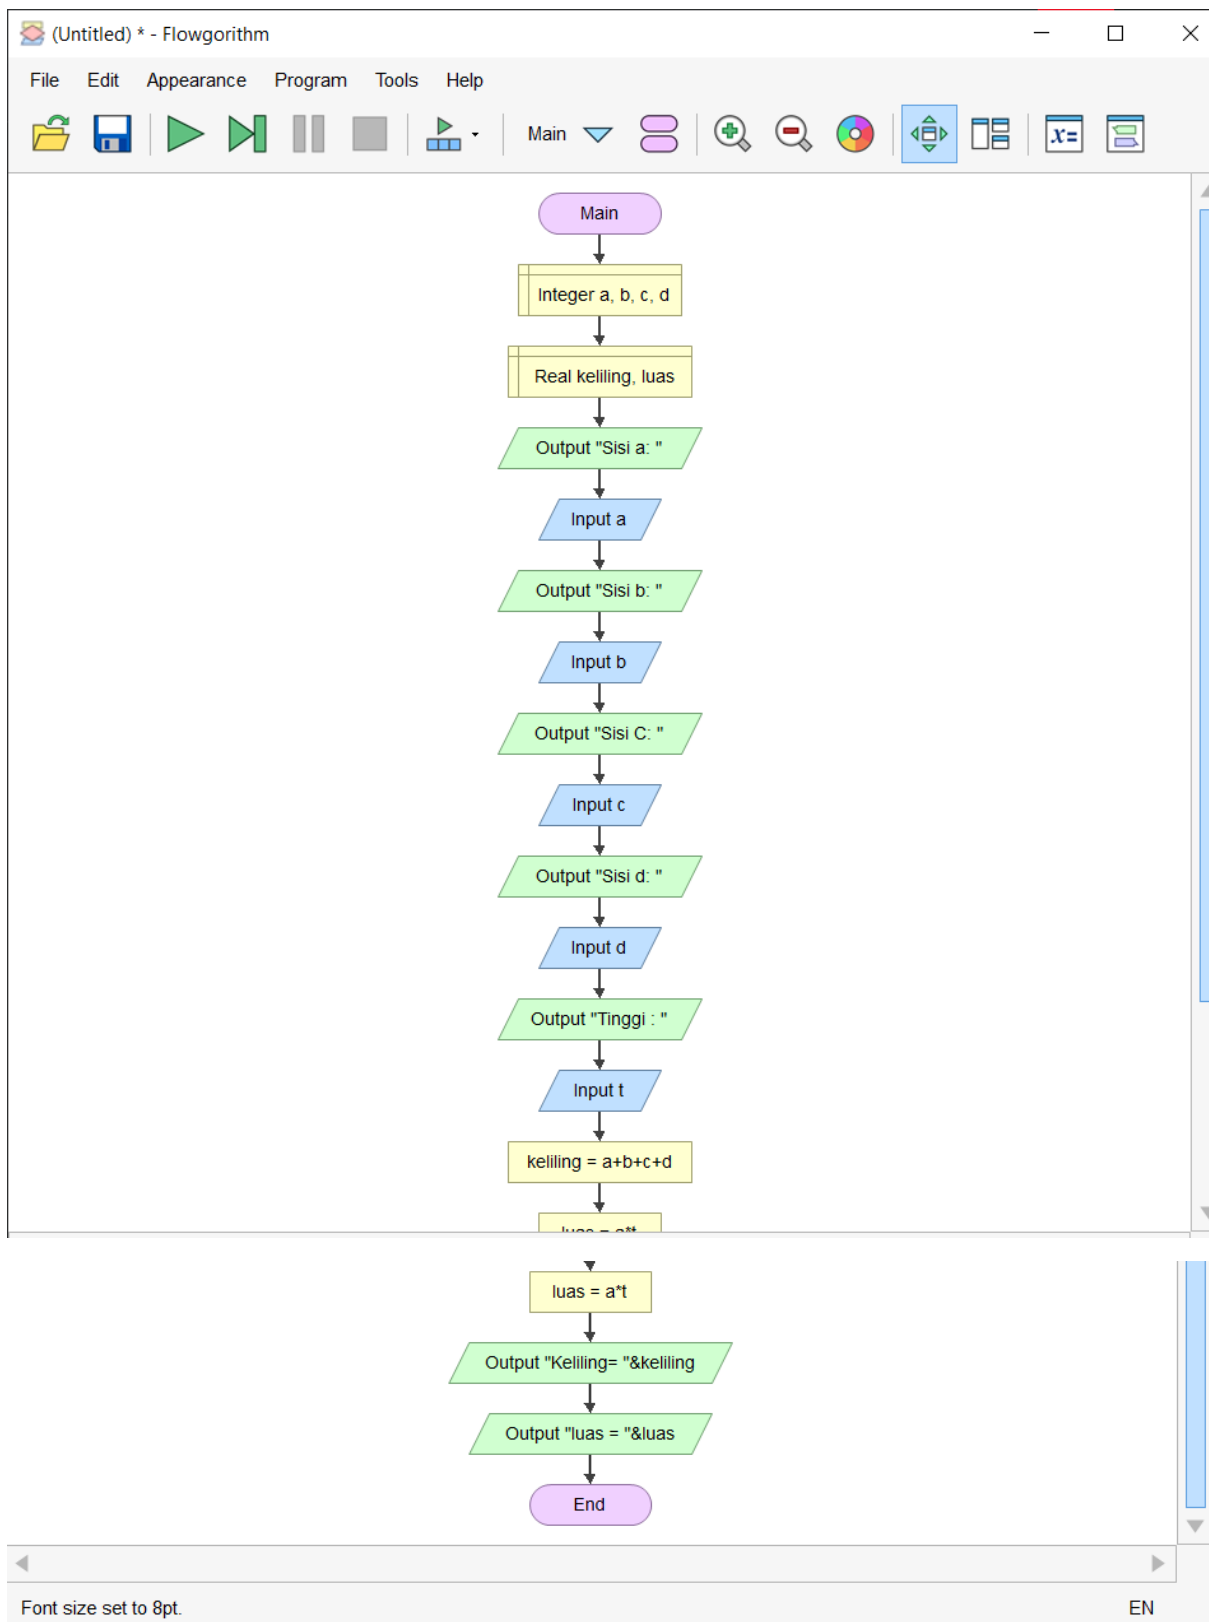 (Untitled) * - Flowgorithm
File Edit Appearance Program Tools Help
Main
x=
Main
Integer a, b, c, d
Real keliling, luas
Output "Sisi a: "
Input a
Output "Sisi b: "
Input b
Output "Sisi C: "
Input c
Output "Sisi d: "
Input d
Output "Tinggi : "
Input t
keliling = a+b+c+d
luas = a*t
luas = a*t
Output "Keliling= "&keliling
Output "luas = "&luas
End
Font size set to 8pt. EN